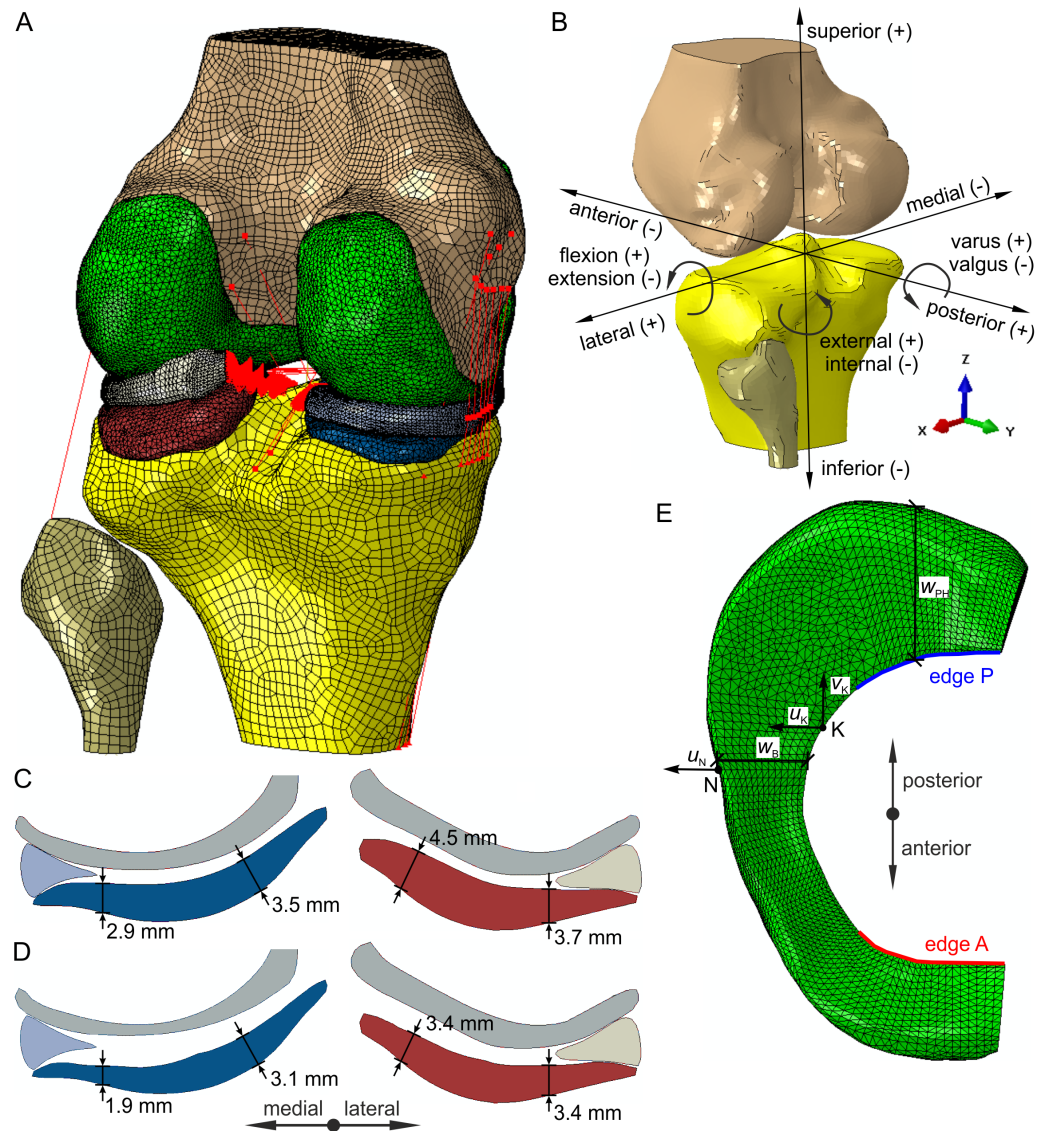 A
B
superior (+)
medial (-)
anterior (-)
flexion (+)
extension (-)
varus (+)
valgus (-)
lateral (+)
posterior (+)
external (+)
internal (-)
Z
X
Y
inferior (-)
E
wPH
edge P
vK
uK
K
wB
uN
N
posterior
anterior
edge A
C
4.5 mm
3.5 mm
2.9 mm
3.7 mm
D
3.4 mm
3.1 mm
1.9 mm
3.4 mm
medial lateral